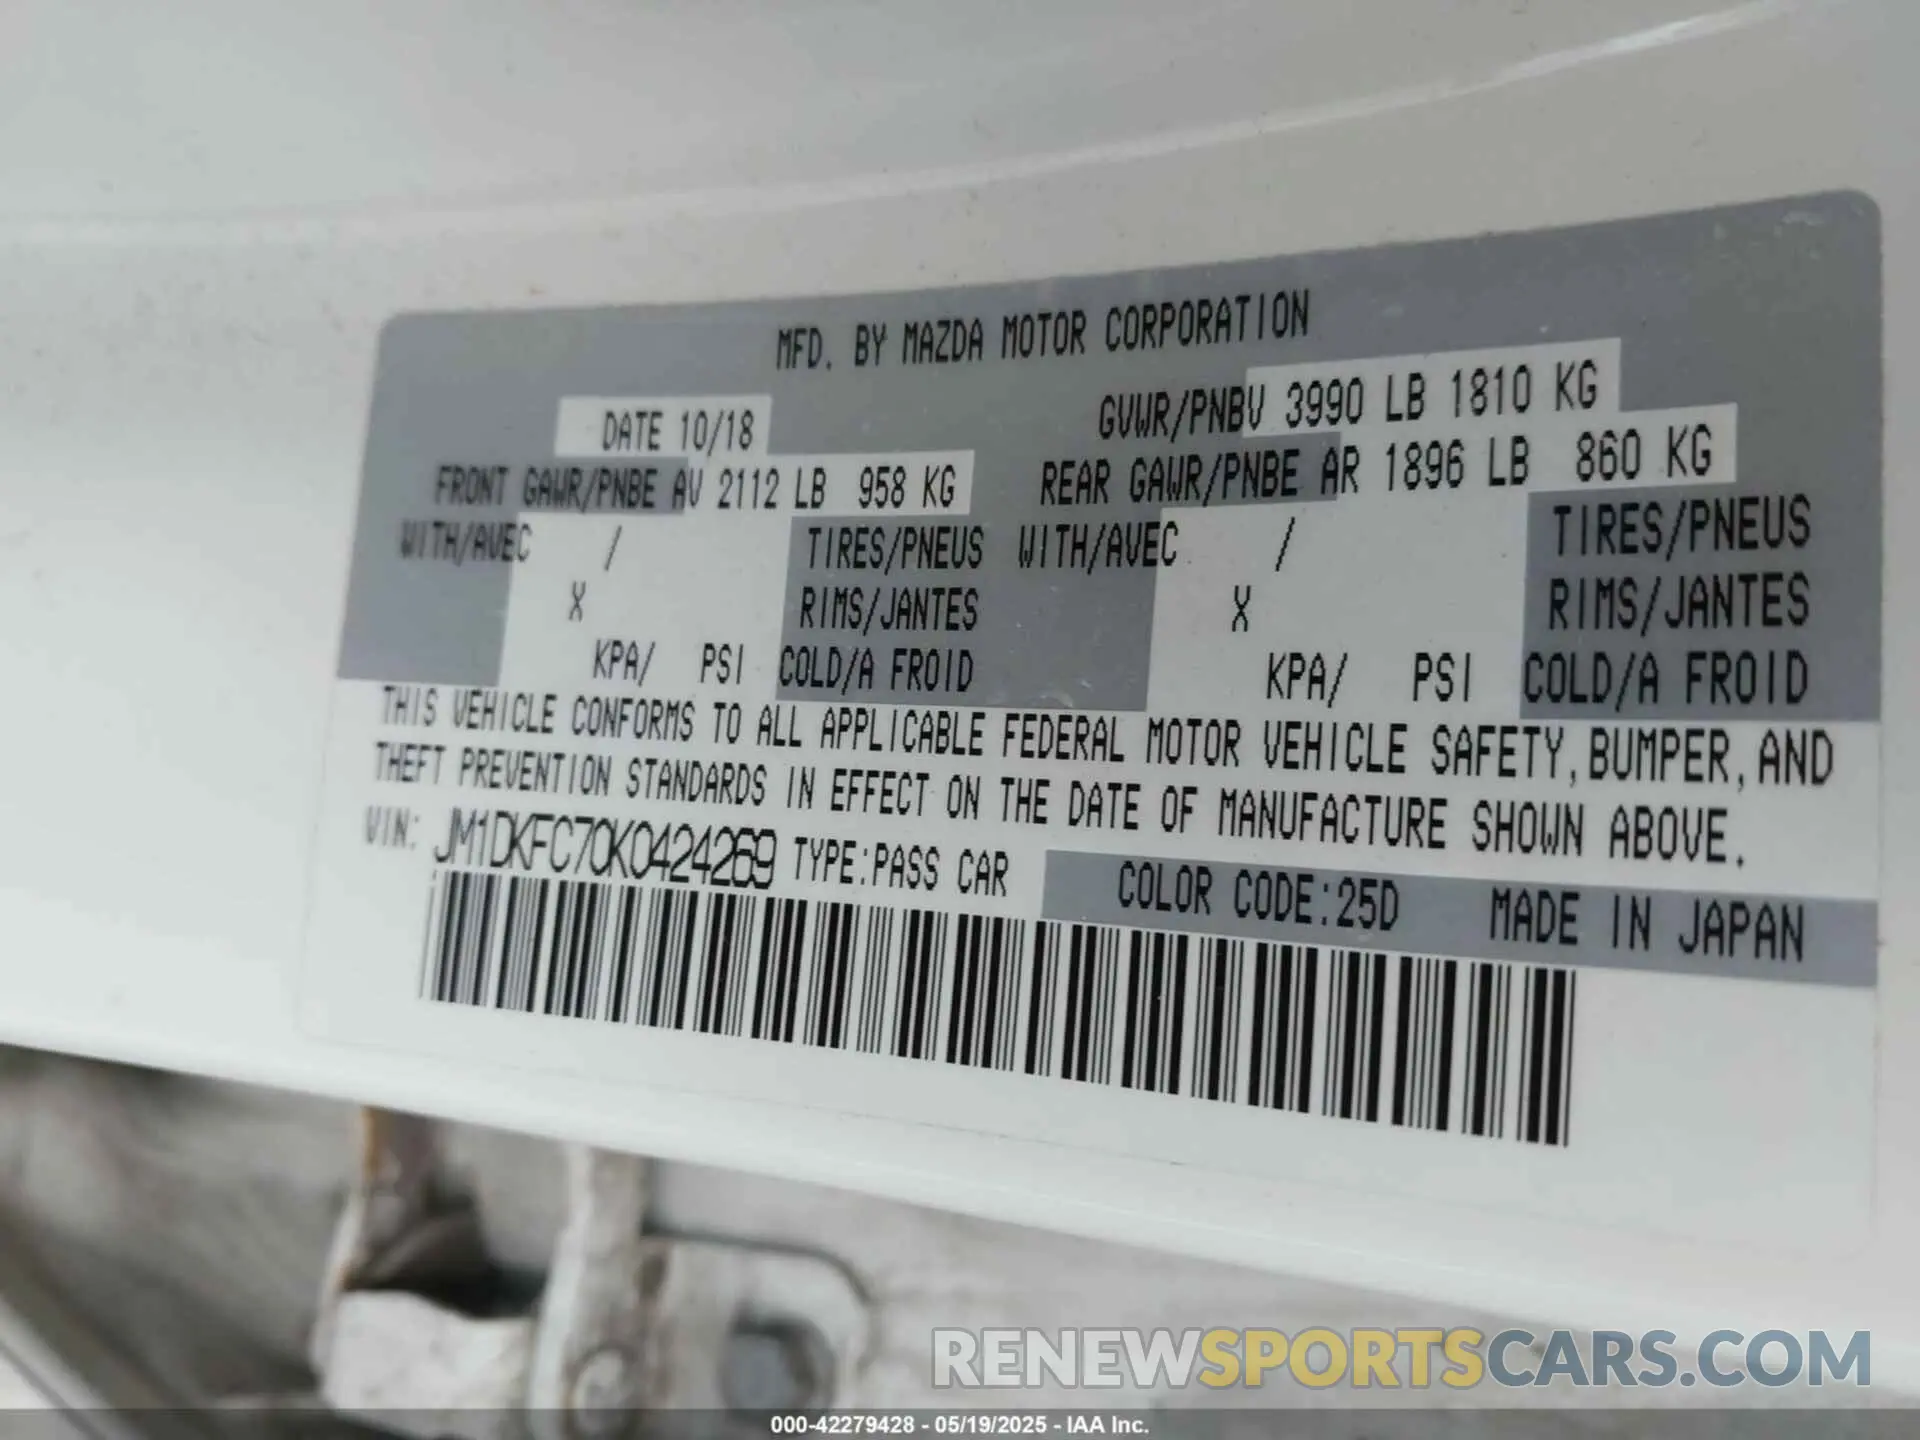 MFD. BY MAZDA MOTOR CORPORATION
DATE 10/18 GVWR/PNBV 3990 LB 1810 KG
FRONT GAWR/PNBE AV 2112 LB 958 KG REAR GAWR/PNBE AR 1896 LB 860 KG
WITH/AVEC / TIRES/PNEUS WITH/AVEC / TIRES/PNEUS
X RIMS/JANTES X RIMS/JANTES
KPA/ PSI COLD/A FROID KPA/ PSI COLD/A FROID
THIS VEHICLE CONFORMS TO ALL APPLICABLE FEDERAL MOTOR VEHICLE SAFETY, BUMPER, AND
THEFT PREVENTION STANDARDS IN EFFECT ON THE DATE OF MANUFACTURE SHOWN ABOVE.
VIN: JM1DKFC70K0424269 TYPE:PASS CAR COLOR CODE:25D MADE IN JAPAN
RENEWSPORTSCARS.COM
000-42279428 - 05/19/2025 - IAA Inc.